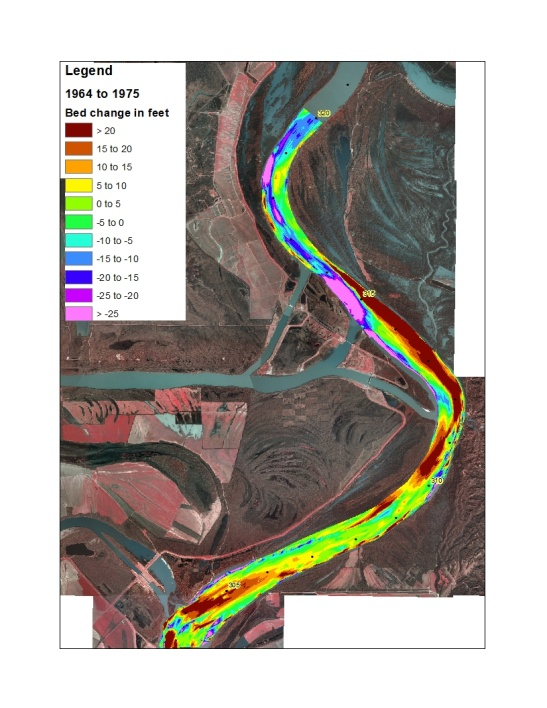 Legend
1964 to 1975
Bed change in feet
> 20
15 to 20
10 to 15
5 to 10
0 to 5
-5 to 0
-10 to -5
-15 to -10
-20 to -15
-25 to -20
> -25
320
315
310
305